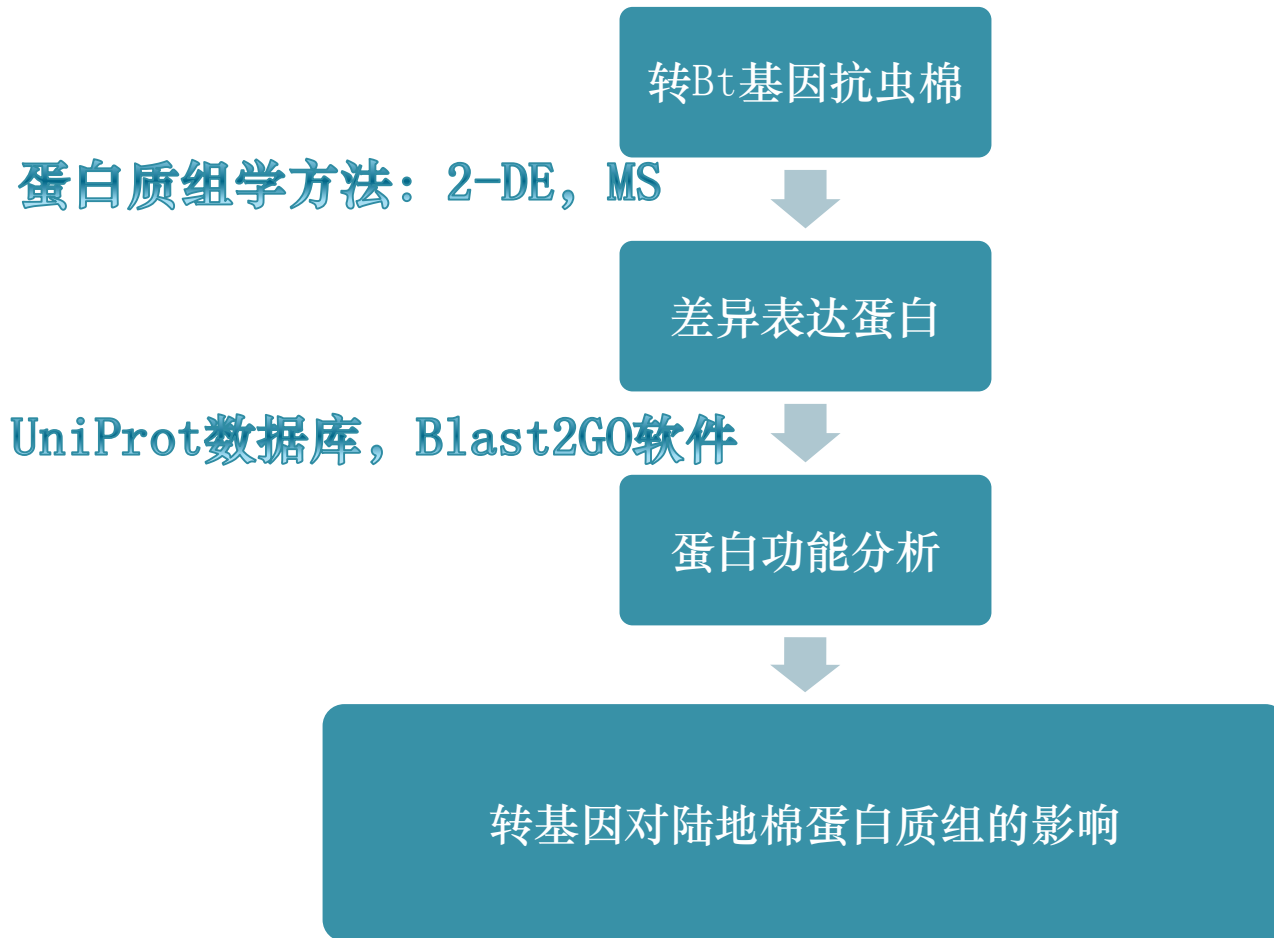 转Bt基因抗虫棉
蛋白质组学方法：2-DE，MS
差异表达蛋白
UniProt数据库，Blast2GO软件
蛋白功能分析
转基因对陆地棉蛋白质组的影响